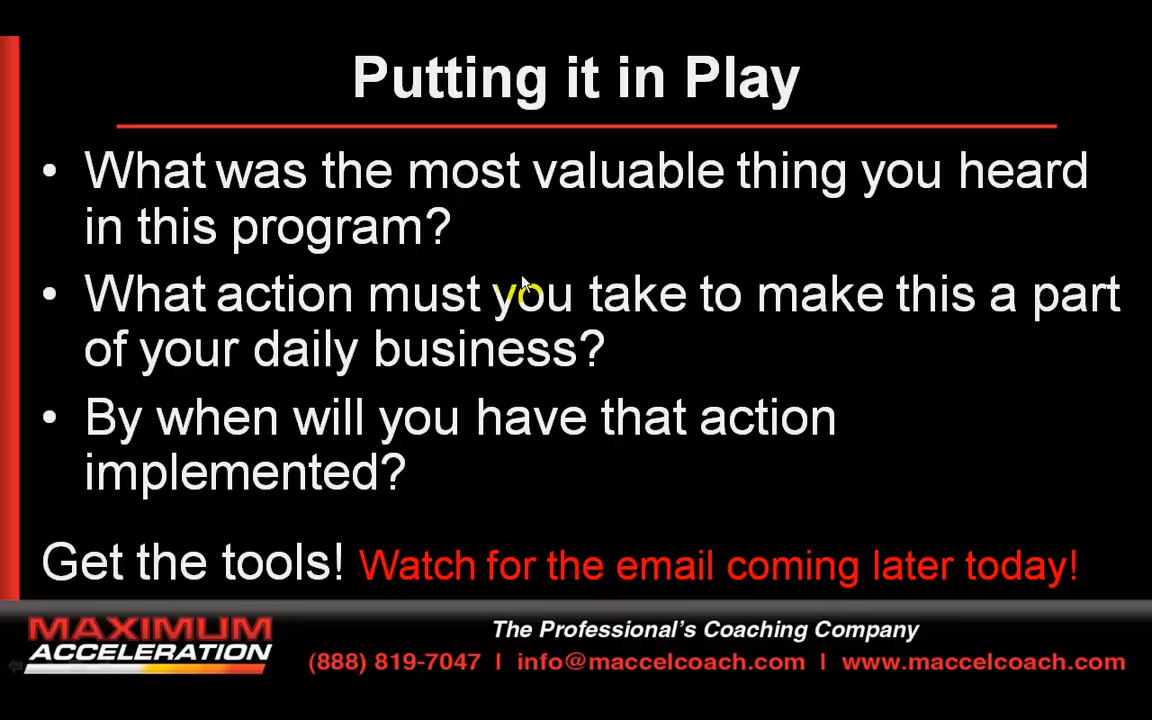 Putting it in Play
• What was the most valuable thing you heard
in this program?
• What action must you take to make this a part
of your daily business?
• By when will you have that action
implemented?
Get the tools! Watch for the email coming later today!
MAXIMUM
ACCELERATION
The Professional's Coaching Company
(888) 819-7047 | info@maccelcoach.com | www.maccelcoach.com